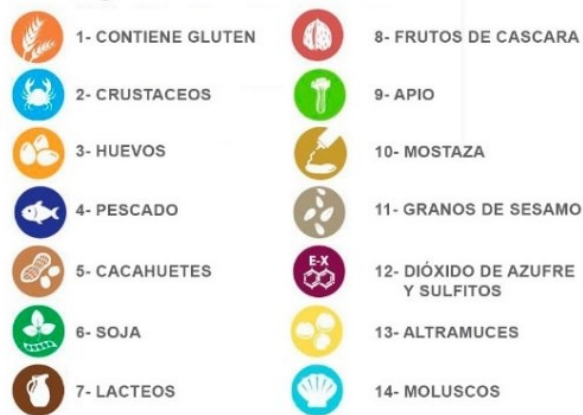 1- CONTIENE GLUTEN
2- CRUSTACEOS
3- HUEVOS
4- PESCADO
5- CACAHUETES
6- SOJA
7- LACTEOS
8- FRUTOS DE CASCARA
9- APIO
10- MOSTAZA
11- GRANOS DE SESAMO
E-X
12- DIÓXIDO DE AZUFRE
Y SULFITOS
13- ALTRAMUCES
14- MOLUSCOS